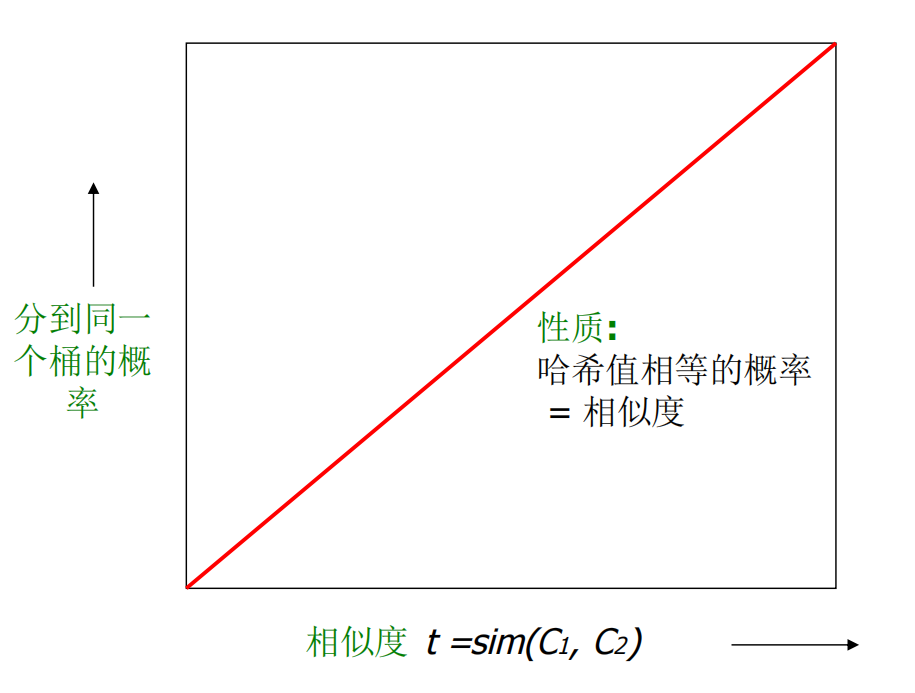 分到同一
个桶的概
率
性质:
哈希值相等的概率
= 相似度
相似度 t =sim(C1, C2)